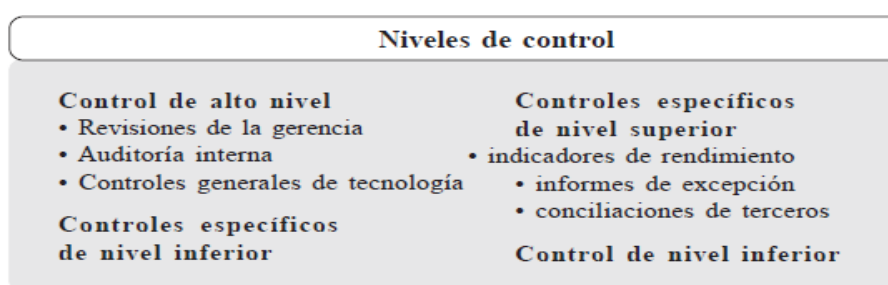 Niveles de control
Control de alto nivel
• Revisiones de la gerencia
• Auditoría interna
• Controles generales de tecnología
Controles específicos
de nivel inferior
Controles específicos
de nivel superior
• indicadores de rendimiento
• informes de excepción
• conciliaciones de terceros
Control de nivel inferior